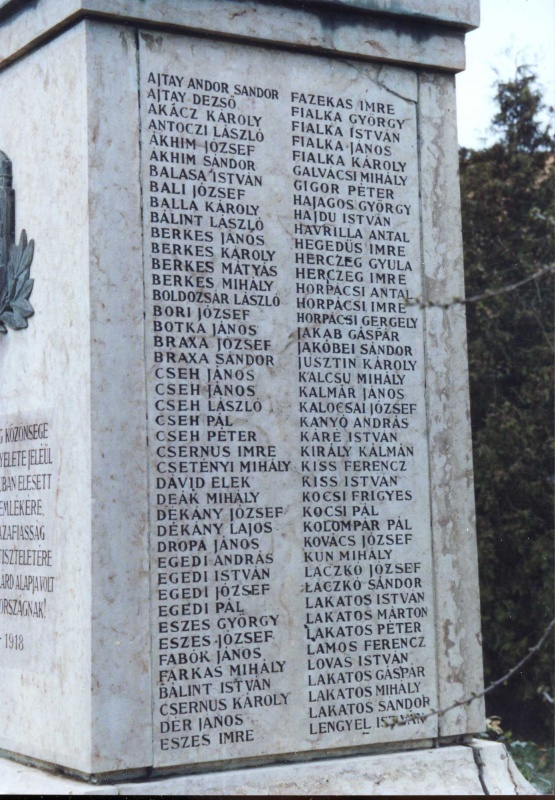 G KÖZÖNSÉGE
YELETE JELÉÜL
BAN ELESETT
EMLÉKÉRE,
AZAFIASSÁG
TISZTELETÉRE
LÁRD ALAPJA VOLT
ORSZÁGNAK!
1918
AJTAY ANDOR SÁNDOR
AJTAY DEZSŐ
AKÁCZ KÁROLY
ANTÓCZI LÁSZLÓ
ÁKHIM JÓZSEF
AKHIM SÁNDOR
BALASA ISTVÁN
BALI JÓZSEF
BALLA KÁROLY
BÁLINT LÁSZLÓ
BERKES JÁNOS
BERKES KÁROLY
BERKES MÁTYÁS
BERKES MIHÁLY
BOLDOZSÁR LÁSZLÓ
BORI JÓZSEF
BOTKA JÁNOS
BRAXA JÓZSEF
BRAXA SÁNDOR
CSEH JÁNOS
CSEH JÁNOS
CSEH LÁSZLÓ
CSEH PÁL
CSEH PÉTER
CSERNUS IMRE
CSETÉNYI MIHÁLY
DÁVID ELEK
DEÁK MIHÁLY
DÉKÁNY JÓZSEF
DÉKÁNY LAJOS
DROPA JÁNOS
EGEDI ANDRÁS
EGEDI ISTVÁN
EGEDI JÓZSEF
EGEDI PÁL
ESZES GYÖRGY
ESZES JÓZSEF
FABÓK JÁNOS
FARKAS MIHÁLY
BÁLINT ISTVÁN
CSERNUS KÁROLY
DÉR JÁNOS
ESZES IMRE
FAZEKAS IMRE
FIALKA GYÖRGY
FIALKA ISTVÁN
FIALKA JÁNOS
FIALKA KÁROLY
GALVÁCSI MIHÁLY
GIGOR PÉTER
HAJAGOS GYÖRGY
HAJDU ISTVÁN
HAVRILLA ANTAL
HEGEDÜS IMRE
HERCZEG GYULA
HERCZEG IMRE
HORPÁCSI ANTAL
HORPÁCSI IMRE
HORPÁCSI GERGELY
JAKAB GÁSPÁR
JAKÓBEI SÁNDOR
JUSZTIN KÁROLY
KALCSU MIHÁLY
KALMÁR JÁNOS
KALOCSAI JÓZSEF
KANYÓ ANDRÁS
KÁRÉ ISTVÁN
KIRÁLY KÁLMÁN
KISS FERENCZ
KISS ISTVÁN
KOCSI FRIGYES
KOCSI PÁL
KOLOMPÁR PÁL
KOVÁCS JÓZSEF
KUN MIHÁLY
LACZKÓ JÓZSEF
LACZKÓ SÁNDOR
LAKATOS ISTVÁN
LAKATOS MÁRTON
LAKATOS PÉTER
LAMOS FERENCZ
LOVAS ISTVÁN
LAKATOS GÁSPÁR
LAKATOS MIHÁLY
LAKATOS SÁNDOR
LENGYEL ISTVÁN